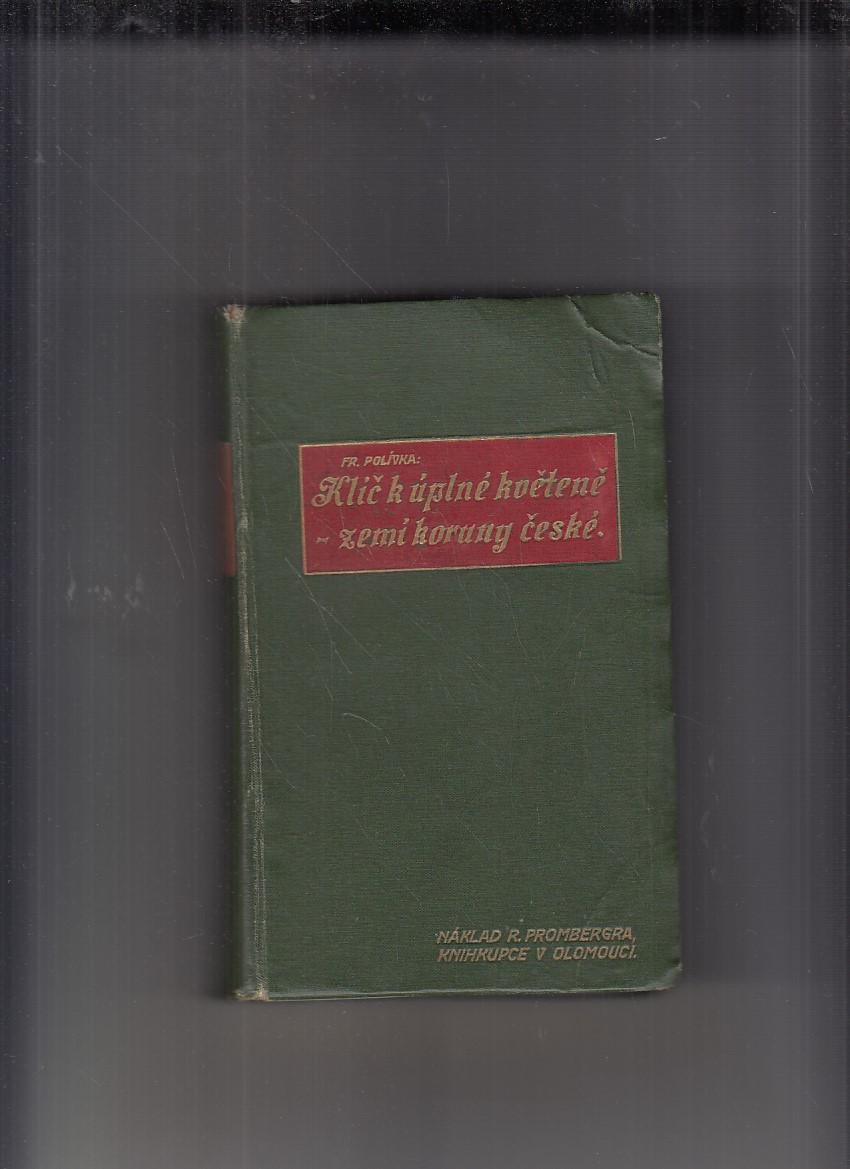 FR. POLÍVKA:
Klíč k úplné květeně
- zemí koruny české.
NÁKLAD R. PROMBERGRA,
KNIHKUPCE V OLOMOUCI.